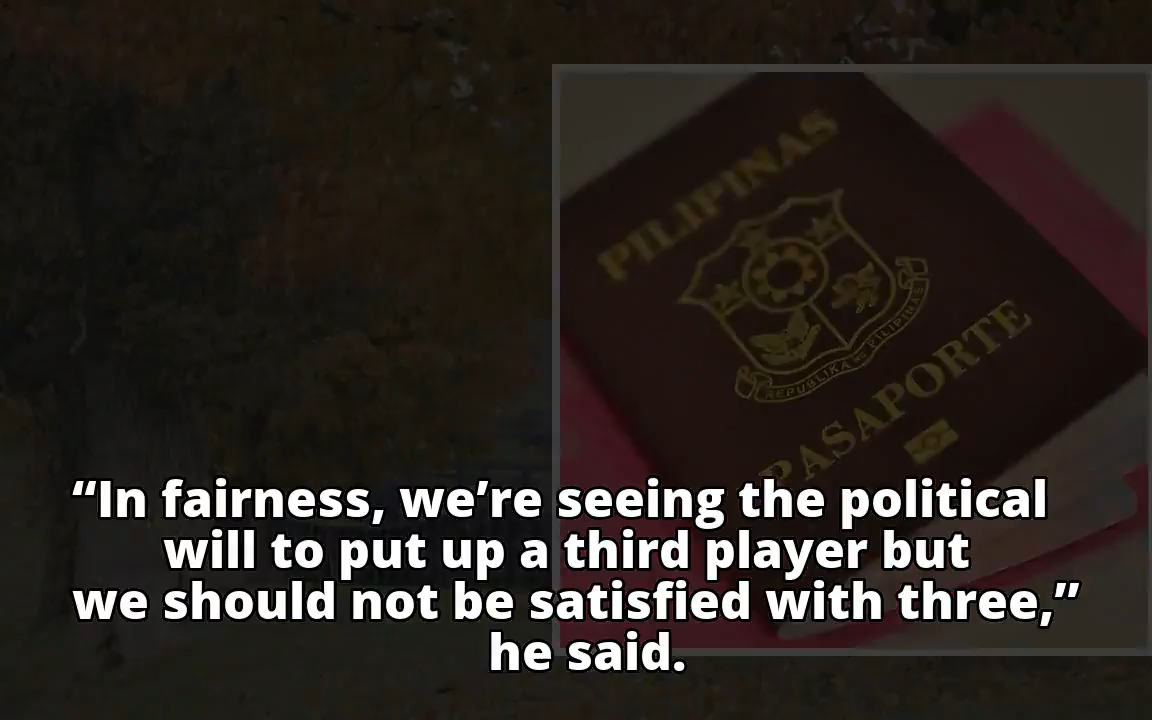 PILIPINAS
REPUBLIKA NG PILIPINAS
PASAPORTE
“In fairness, we’re seeing the political
will to put up a third player but
we should not be satisfied with three,”
he said.